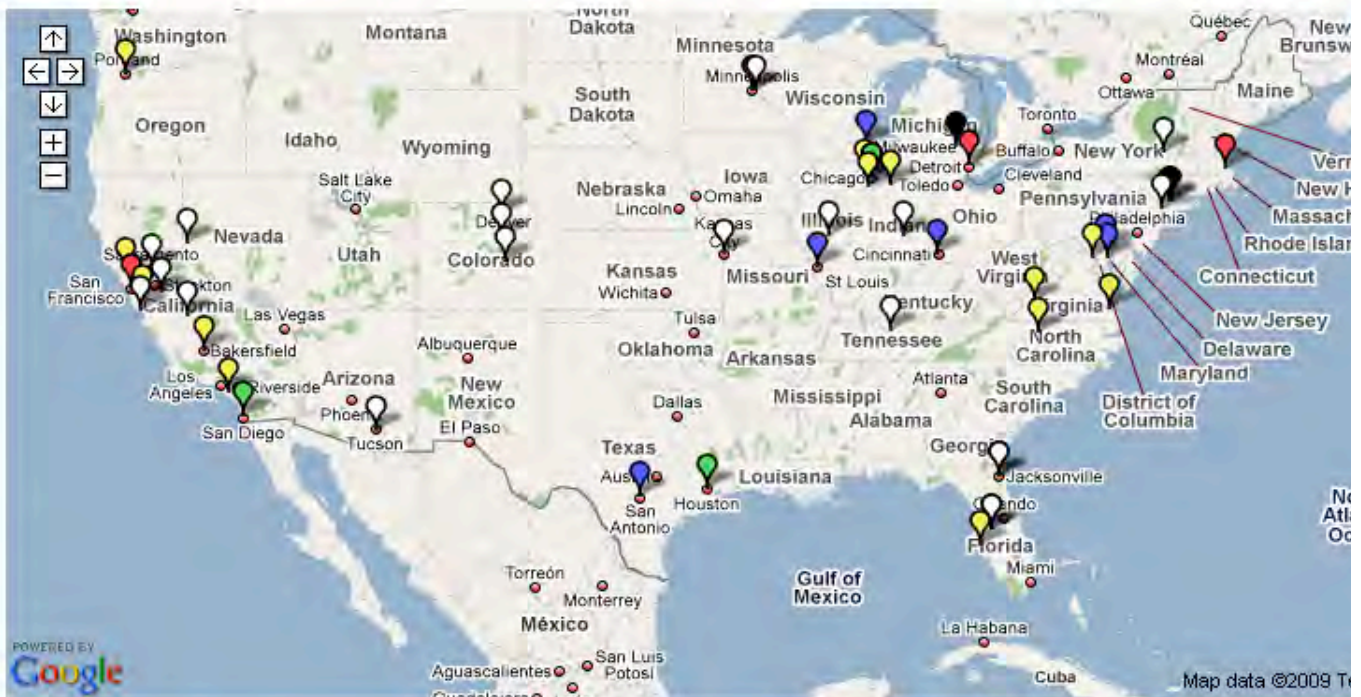 Québec
New
Brunsw
Washington
Montana
North
Dakota
Minnesota
Montréal
Portland
Minneapolis
Ottawa
Maine
South
Dakota
Wisconsin
Michigan
Toronto
Oregon
Idaho
Wyoming
Milwaukee
Buffalo
New York
Verm
Detroit
Chicago
Toledo
Cleveland
New H
Salt Lake
City
Nebraska
Iowa
Omaha
Lincoln
Pennsylvania
Massach
Denver
Kansas
City
Illinois
Ohio
Philadelphia
Nevada
Rhode Islan
Sacramento
Utah
Colorado
Missouri
Cincinnati
West
Virginia
Connecticut
San
Francisco
Stockton
California
Kansas
Wichita
St Louis
Kentucky
Virginia
New Jersey
Las Vegas
Tulsa
Oklahoma
Tennessee
North
Carolina
Delaware
Bakersfield
Albuquerque
Arkansas
Maryland
Los
Angeles
Riverside
Arizona
New
Mexico
Atlanta
South
Carolina
Mississippi
Alabama
District of
Columbia
Dallas
San Diego
Tucson
El Paso
Texas
Georgia
Louisiana
Jacksonville
San
Antonio
Houston
Orlando
No
Atla
Oc
Florida
Torreón
Monterrey
Gulf of
Mexico
Miami
México
La Habana
POWERED BY
Google
Aguascalientes
San Luis
Potosí
Cuba
Map data ©2009 Te